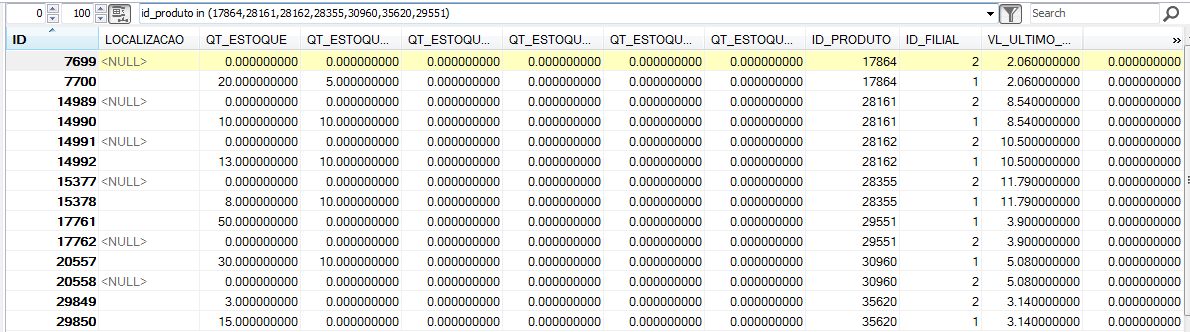 0 100 id_produto in (17864,28161,28162,28355,30960,35620,29551) Search
ID LOCALIZACAO QT_ESTOQUE QT_ESTOQU... QT_ESTOQU... QT_ESTOQU... QT_ESTOQU... QT_ESTOQU... ID_PRODUTO ID_FILIAL VL_ULTIMO_... »
7699 <NULL> 0.000000000 0.000000000 0.000000000 0.000000000 0.000000000 0.000000000 17864 2 2.060000000 0.000000000
7700 20.000000000 5.000000000 0.000000000 0.000000000 0.000000000 0.000000000 17864 1 2.060000000 0.000000000
14989 <NULL> 0.000000000 0.000000000 0.000000000 0.000000000 0.000000000 0.000000000 28161 2 8.540000000 0.000000000
14990 10.000000000 10.000000000 0.000000000 0.000000000 0.000000000 0.000000000 28161 1 8.540000000 0.000000000
14991 <NULL> 0.000000000 0.000000000 0.000000000 0.000000000 0.000000000 0.000000000 28162 2 10.500000000 0.000000000
14992 13.000000000 10.000000000 0.000000000 0.000000000 0.000000000 0.000000000 28162 1 10.500000000 0.000000000
15377 <NULL> 0.000000000 0.000000000 0.000000000 0.000000000 0.000000000 0.000000000 28355 2 11.790000000 0.000000000
15378 8.000000000 10.000000000 0.000000000 0.000000000 0.000000000 0.000000000 28355 1 11.790000000 0.000000000
17761 50.000000000 0.000000000 0.000000000 0.000000000 0.000000000 0.000000000 29551 1 3.900000000 0.000000000
17762 <NULL> 0.000000000 0.000000000 0.000000000 0.000000000 0.000000000 0.000000000 29551 2 3.900000000 0.000000000
20557 30.000000000 10.000000000 0.000000000 0.000000000 0.000000000 0.000000000 30960 1 5.080000000 0.000000000
20558 <NULL> 0.000000000 0.000000000 0.000000000 0.000000000 0.000000000 0.000000000 30960 2 5.080000000 0.000000000
29849 3.000000000 0.000000000 0.000000000 0.000000000 0.000000000 0.000000000 35620 2 3.140000000 0.000000000
29850 15.000000000 0.000000000 0.000000000 0.000000000 0.000000000 0.000000000 35620 1 3.140000000 0.000000000